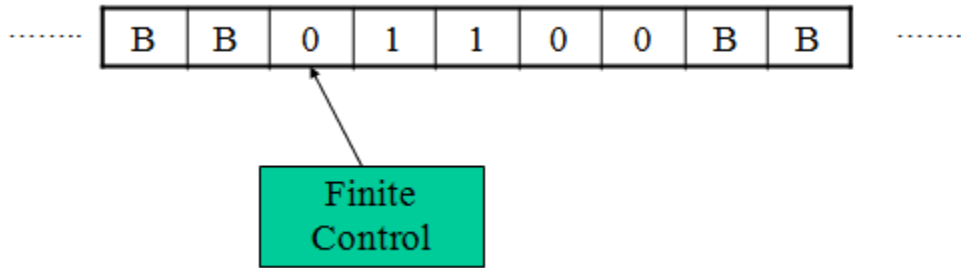 ........ B B 0 1 1 0 0 B B .......
Finite
Control